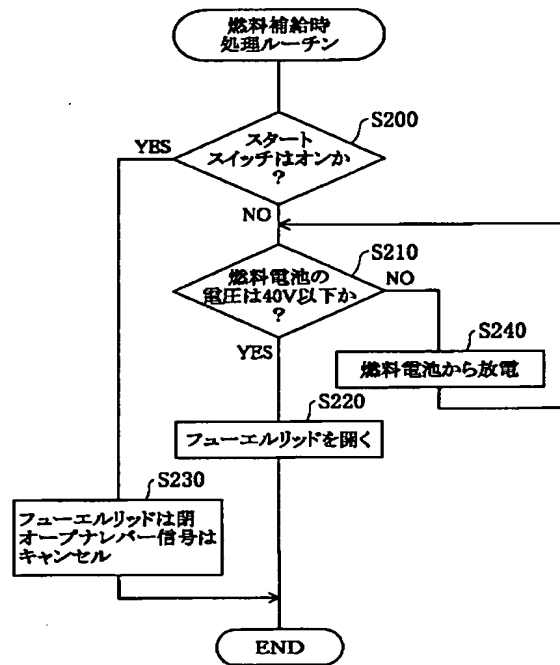 燃料補給時
処理ルーチン
S200
YES
スタート
スイッチはオンか
?
NO
S210
燃料電池の
電圧は40V以下か
?
NO
YES
S240
燃料電池から放電
S220
フューエルリッドを開く
S230
フューエルリッドは閉
オープナレバー信号は
キャンセル
END